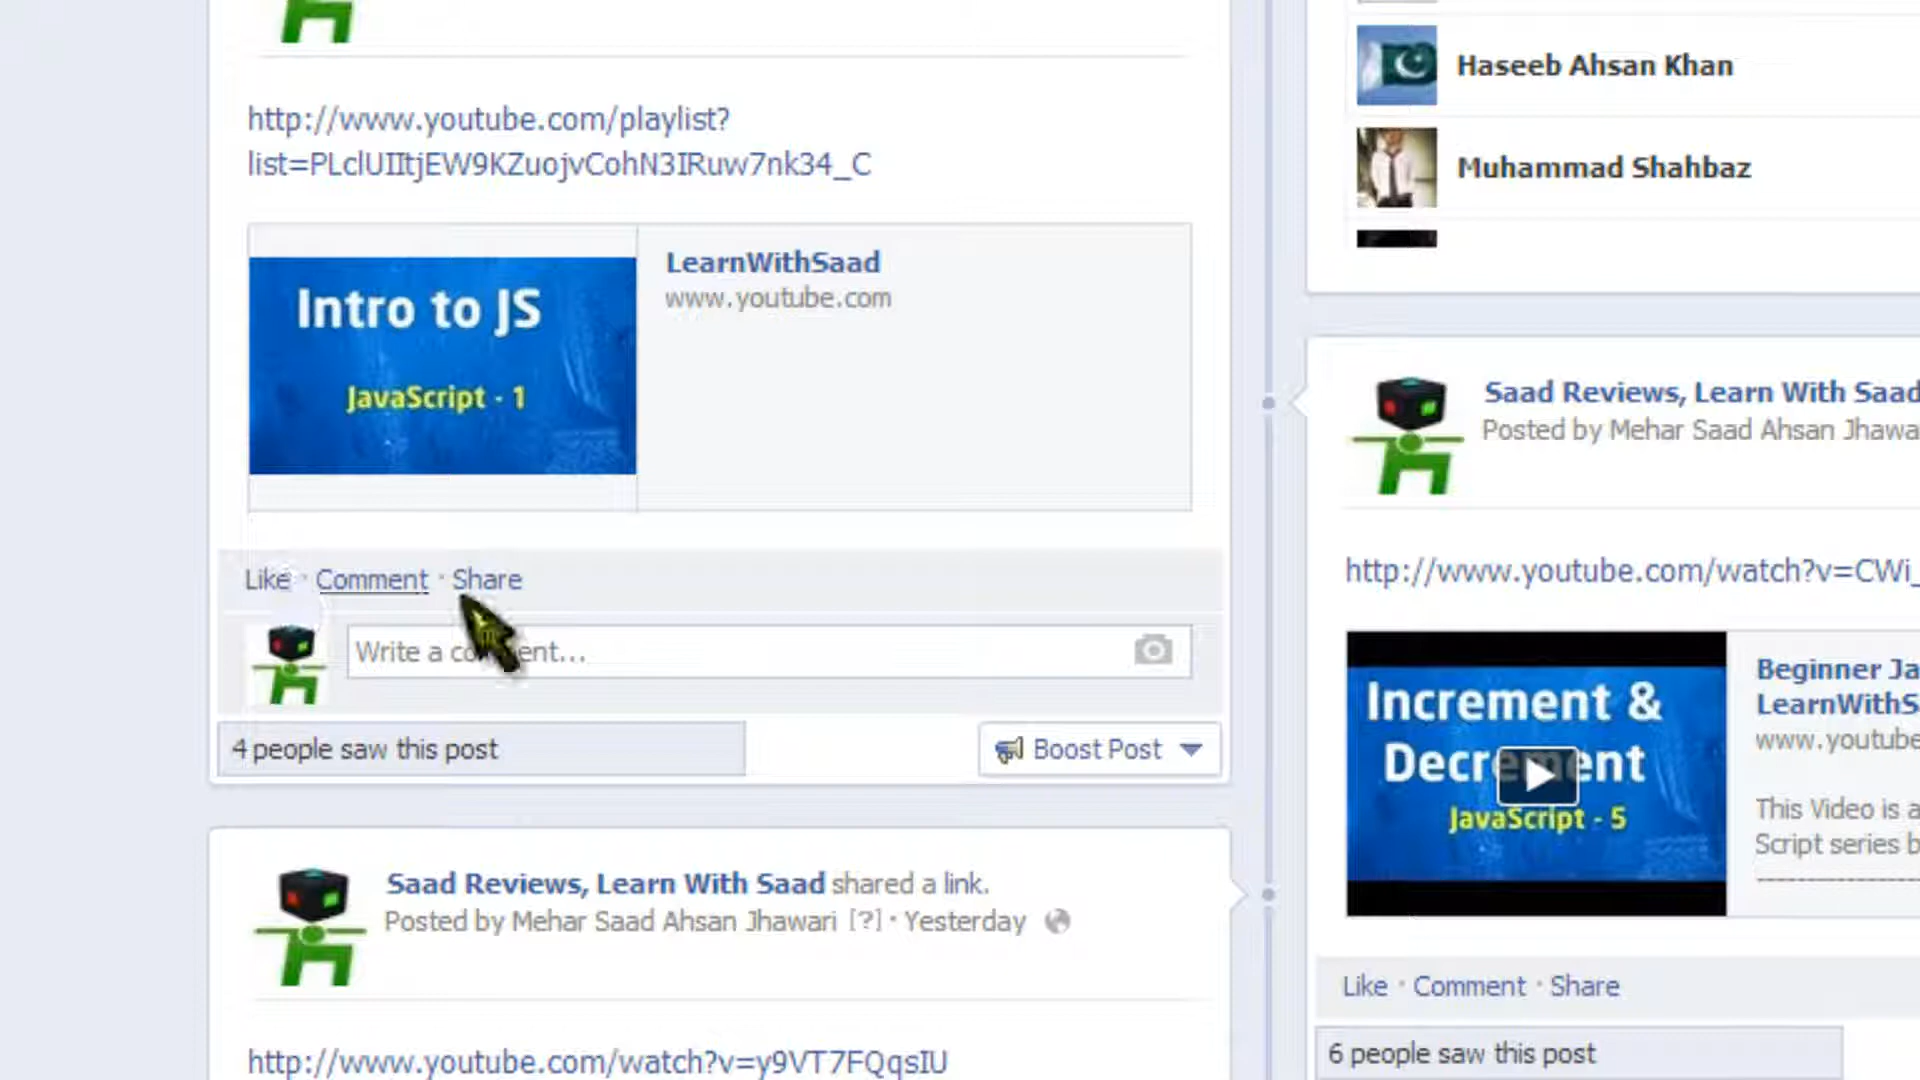 http://www.youtube.com/playlist?
list=PLclUIItjEW9KZuojvCohN3IRuw7nk34_C
Intro to JS
JavaScript - 1
LearnWithSaad
www.youtube.com
Like · Comment · Share
Write a comment...
4 people saw this post
Boost Post
Saad Reviews, Learn With Saad shared a link.
Posted by Mehar Saad Ahsan Jhawari [?] · Yesterday
http://www.youtube.com/watch?v=y9VT7FQqsIU
Haseeb Ahsan Khan
Muhammad Shahbaz
Saad Reviews, Learn With Saad
Posted by Mehar Saad Ahsan Jhawa
http://www.youtube.com/watch?v=CWi_
Increment &
Decrement
JavaScript - 5
Beginner Ja
LearnWithS
www.youtube
This Video is a
Script series b
Like · Comment · Share
6 people saw this post